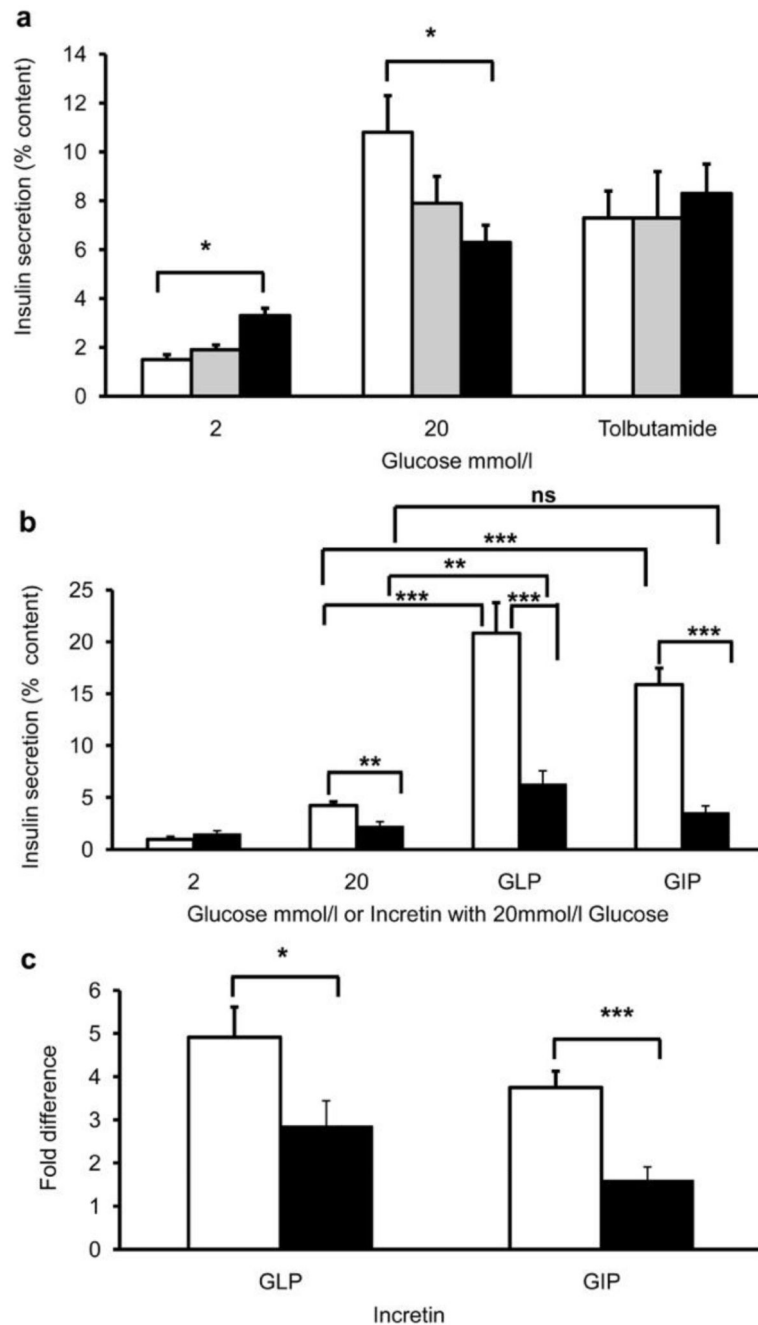 a
*
14
12
10
8
6
4
2
0
Insulin secretion (% content)
*
2
20
Tolbutamide
Glucose mmol/l
b
ns
***
**
***
***
***
**
25
20
15
10
5
0
Insulin secretion (% content)
2
20
GLP
GIP
Glucose mmol/l or Incretin with 20mmol/l Glucose
c
*
***
6
5
4
3
2
1
0
Fold difference
GLP
GIP
Incretin